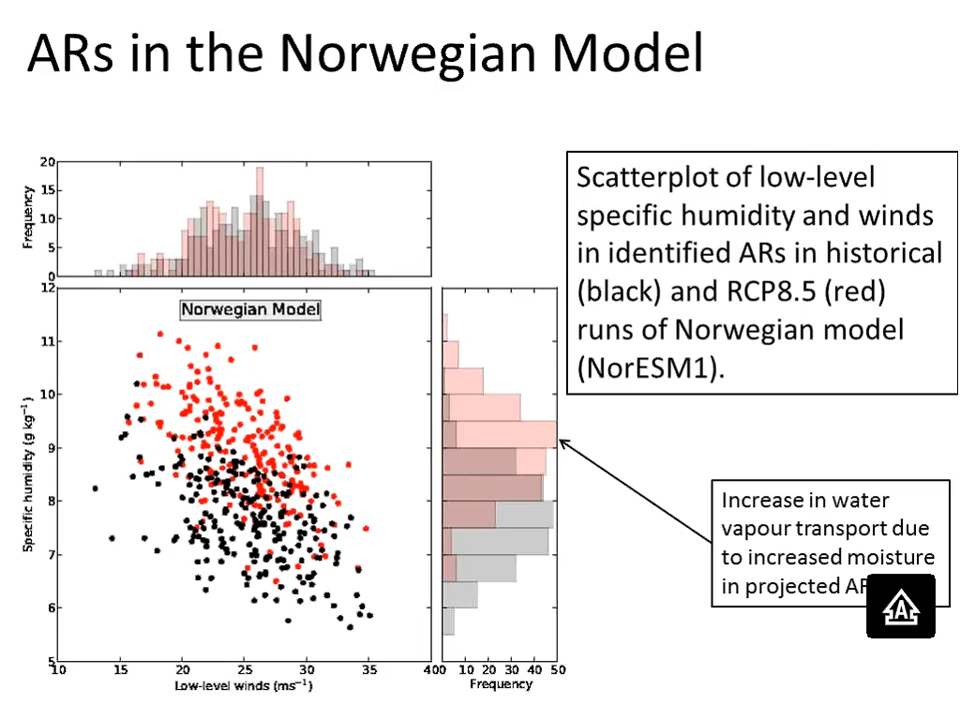 ARs in the Norwegian Model
20
15
10
5
0
Frequency
12
11
10
9
8
7
6
5
Specific humidity (g kg⁻¹)
Norwegian Model
10 15 20 25 30 35 40
Low-level winds (ms⁻¹)
0 10 20 30 40 50
Frequency
Scatterplot of low-level
specific humidity and winds
in identified ARs in historical
(black) and RCP8.5 (red)
runs of Norwegian model
(NorESM1).
Increase in water
vapour transport due
to increased moisture
in projected
A